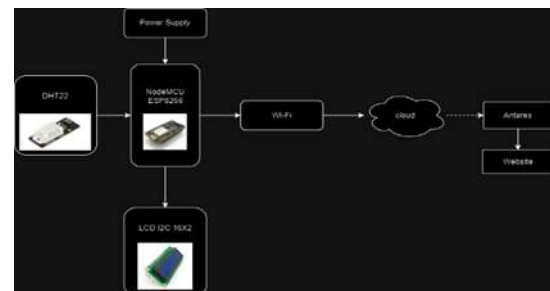 Power Supply
DHT22
NodeMCU
ESP8266
Wi-Fi
cloud
Antares
Website
LCD I2C 16X2